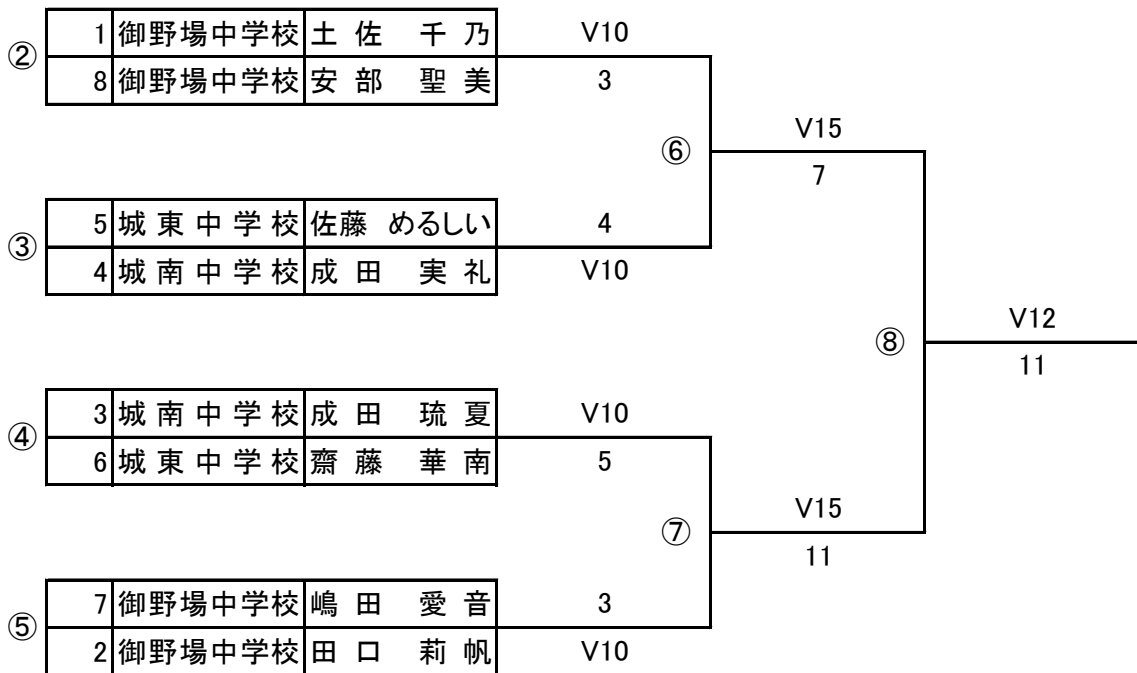 1 御野場中学校 土佐 千乃 V10
②
8 御野場中学校 安部 聖美 3
V15
⑥
7
5 城東中学校 佐藤 めるしい 4
③
4 城南中学校 成田 実礼 V10
V12
⑧
11
3 城南中学校 成田 琉夏 V10
④
6 城東中学校 齋藤 華南 5
V15
⑦
11
7 御野場中学校 嶋田 愛音 3
⑤
2 御野場中学校 田口 莉帆 V10